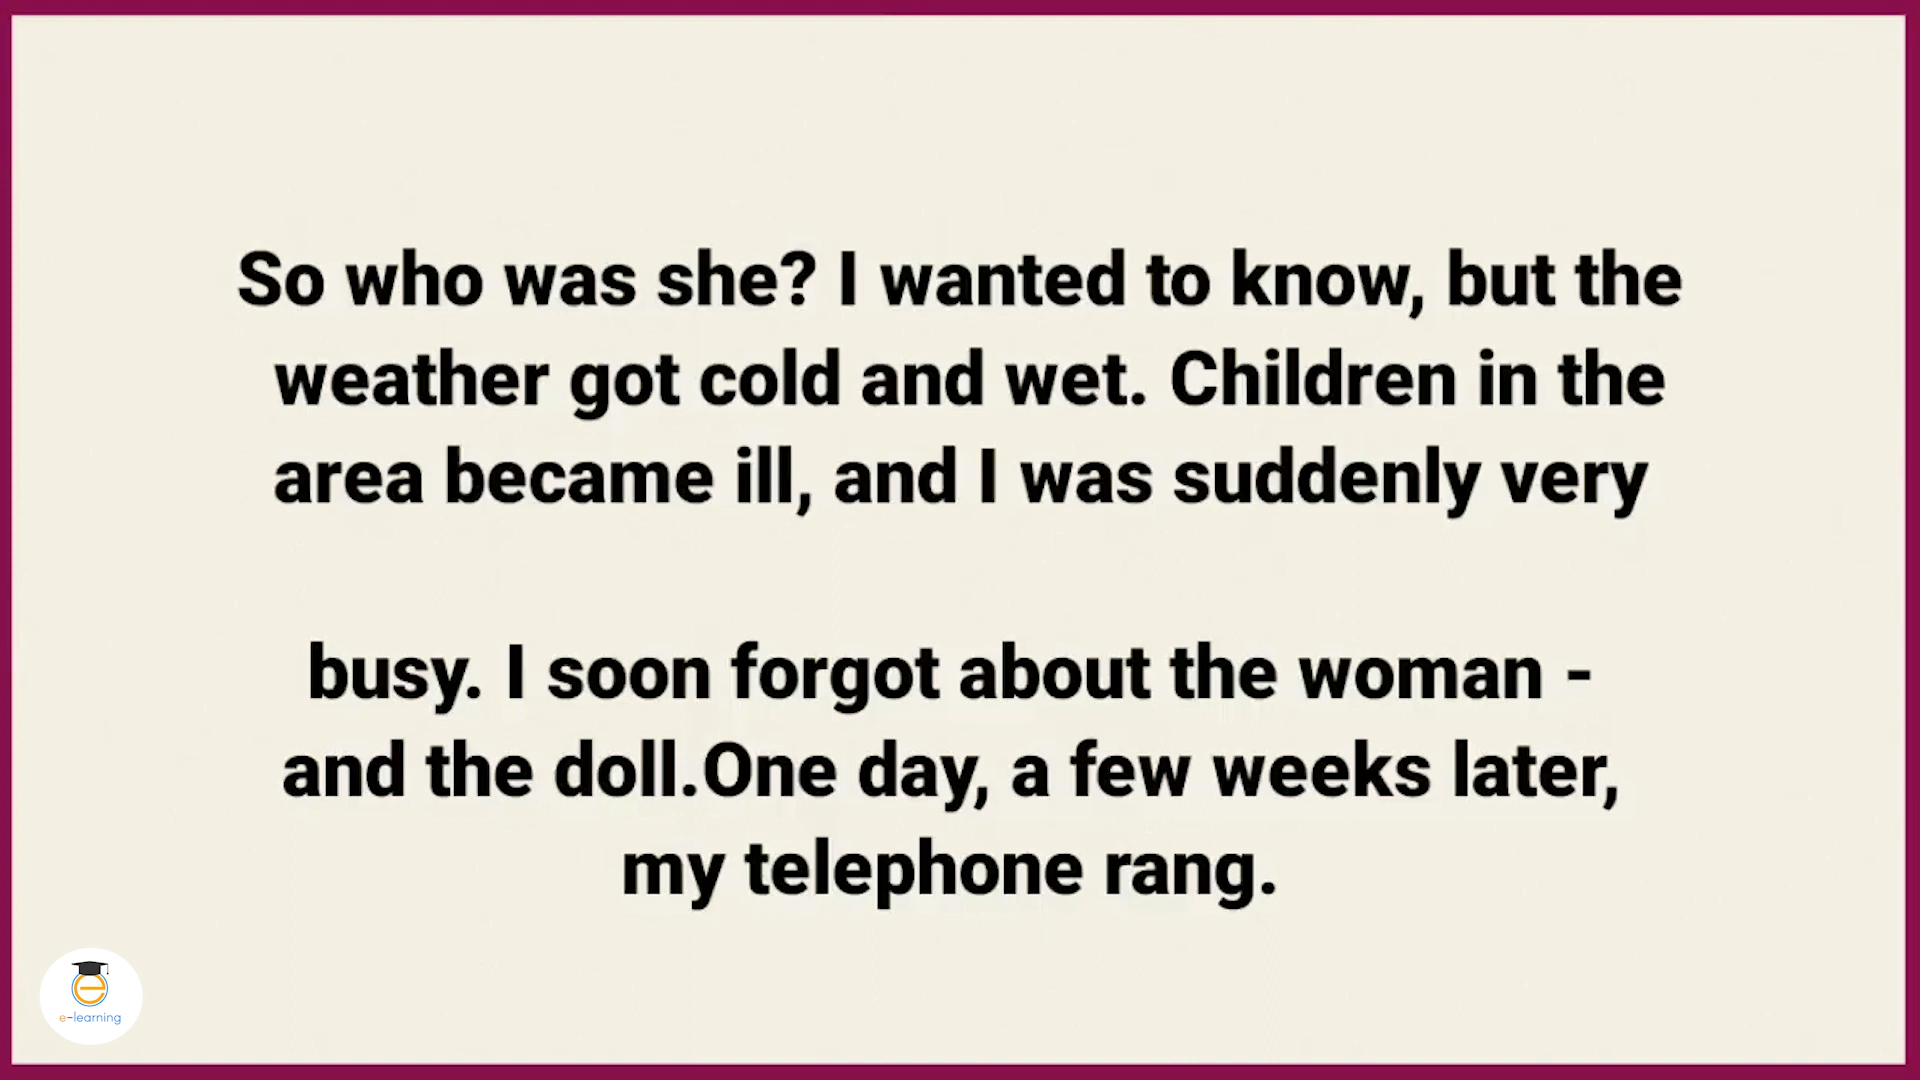 So who was she? I wanted to know, but the
weather got cold and wet. Children in the
area became ill, and I was suddenly very
busy. I soon forgot about the woman -
and the doll.One day, a few weeks later,
my telephone rang.
e
e-learning